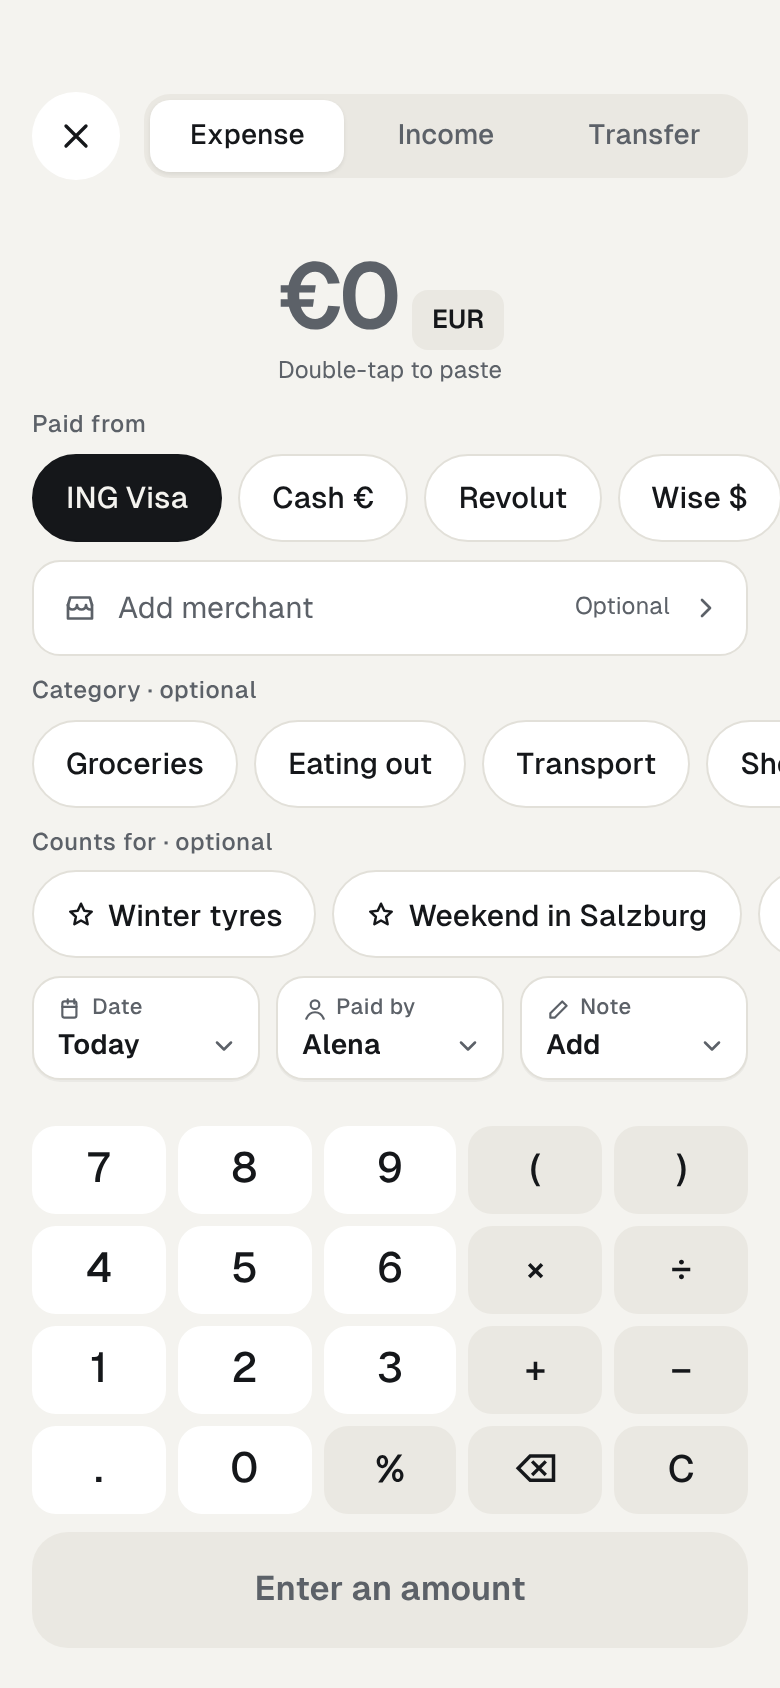 Expense Income Transfer
€0 EUR
Double-tap to paste
Paid from
ING Visa Cash € Revolut Wise $
Add merchant Optional
Category · optional
Groceries Eating out Transport
Counts for · optional
Winter tyres Weekend in Salzburg
Date Paid by Note
Today Alena Add
7 8 9 ( )
4 5 6 × ÷
1 2 3 + −
. 0 % C
Enter an amount